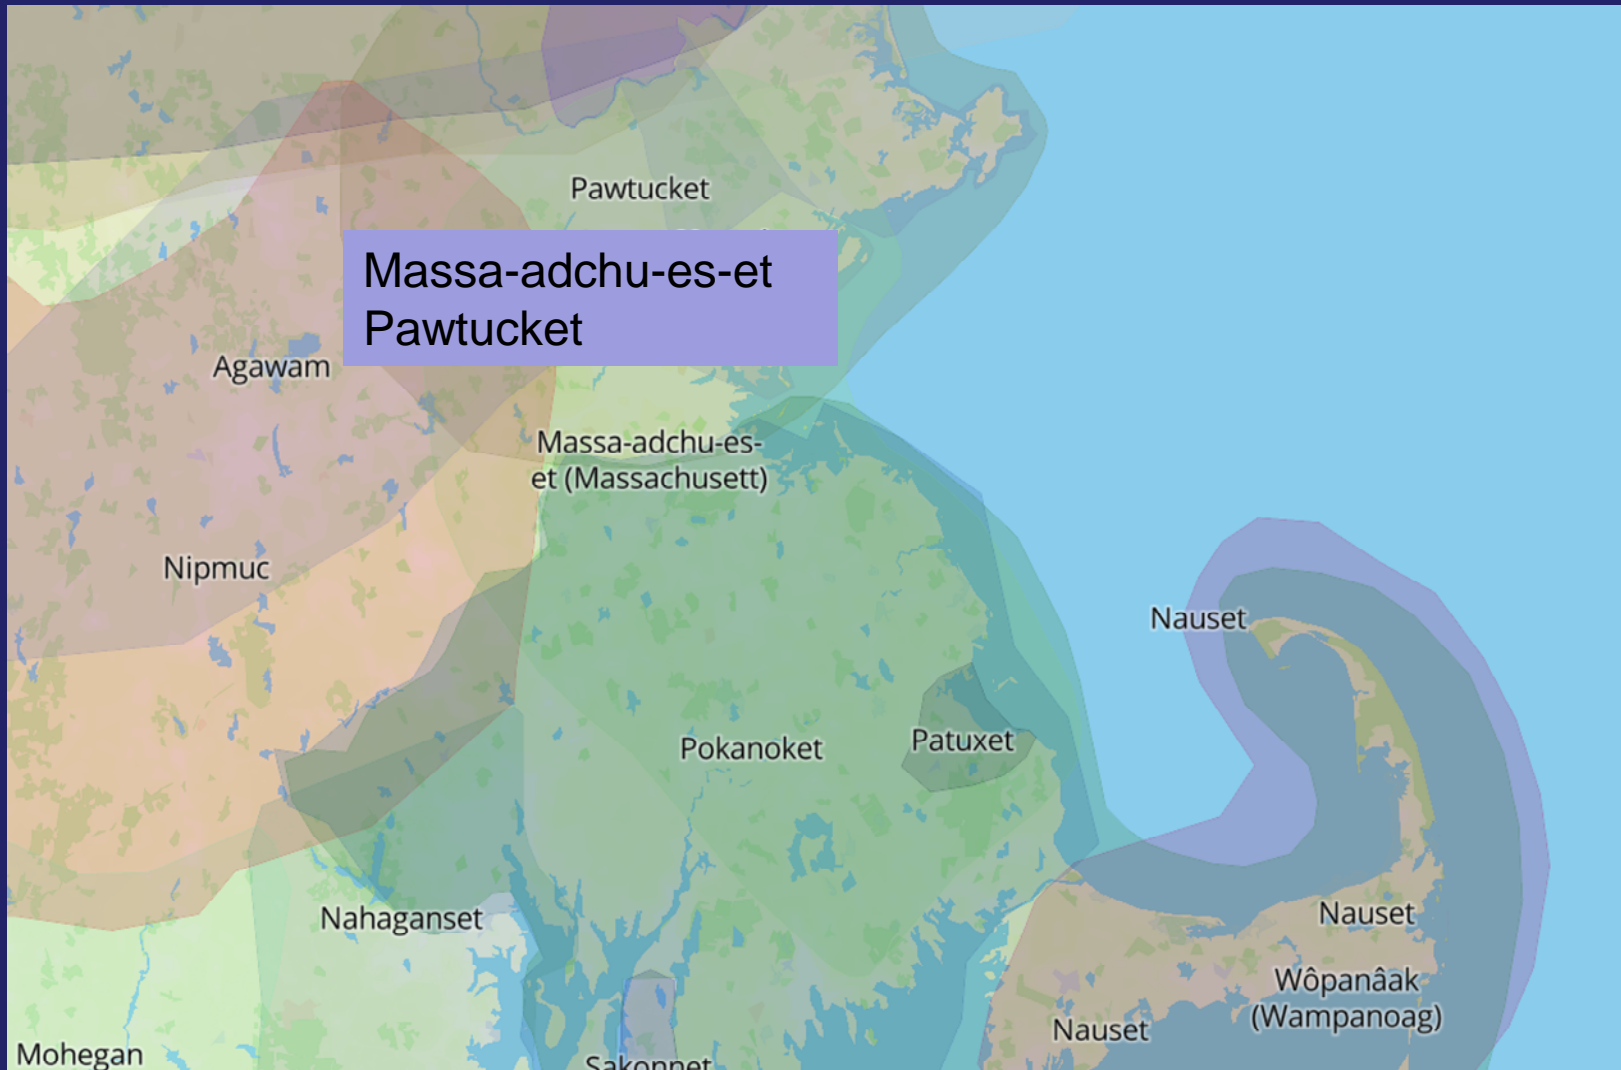 Pawtucket
Massa-adchu-es-et
Pawtucket
Agawam
Massa-adchu-es-
et (Massachusett)
Nipmuc
Nauset
Pokanoket
Patuxet
Nahaganset
Nauset
Wôpanâak
(Wampanoag)
Nauset
Mohegan
Sakonnet